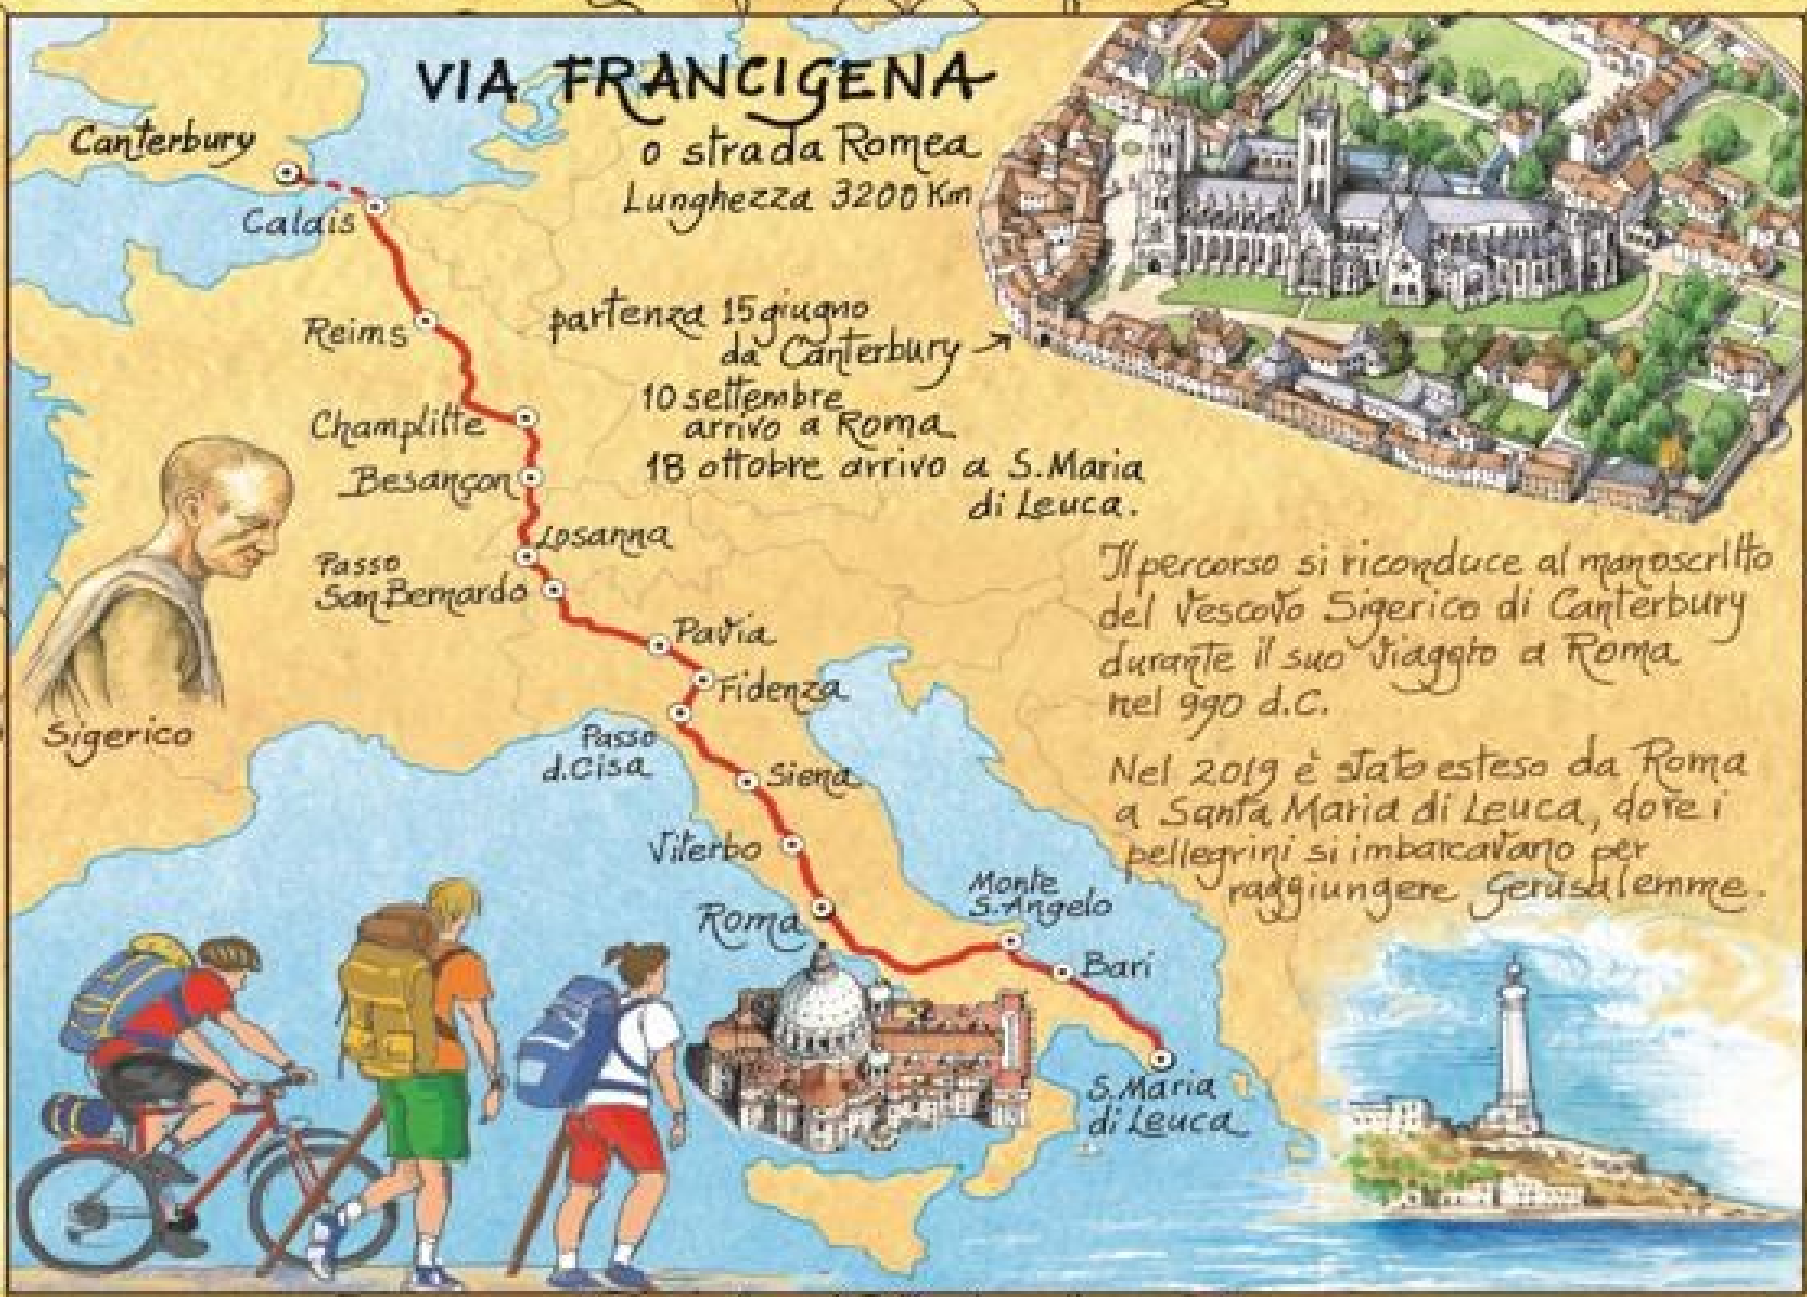 VIA FRANCIGENA
o strada Romea
Lunghezza 3200 Km
Canterbury
Calais
Reims
partenza 15 giugno
da Canterbury
10 settembre
arrivo a Roma
18 ottobre arrivo a S. Maria
di Leuca.
Champlitte
Besançon
Losanna
Passo
San Bernardo
Pavia
Fidenza
Passo
d. Cisa
Siena
Viterbo
Roma
Monte
S. Angelo
Bari
S. Maria
di Leuca
Sigerico
Il percorso si riconduce al manoscritto
del Vescovo Sigerico di Canterbury
durante il suo viaggio a Roma
nel 990 d.C.
Nel 2019 è stato esteso da Roma
a Santa Maria di Leuca, dove i
pellegrini si imbarcavano per
raggiungere Gerusalemme.